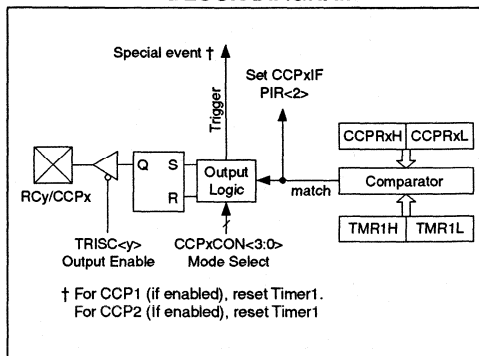 Special event †
Set CCPxIF
PIR<2>
Trigger
CCPRxH CCPRxL
Q S
R
Output
Logic
match
Comparator
RCy/CCPx
TMR1H TMR1L
TRISC<y>
Output Enable
CCPxCON<3:0>
Mode Select
† For CCP1 (if enabled), reset Timer1.
For CCP2 (if enabled), reset Timer1